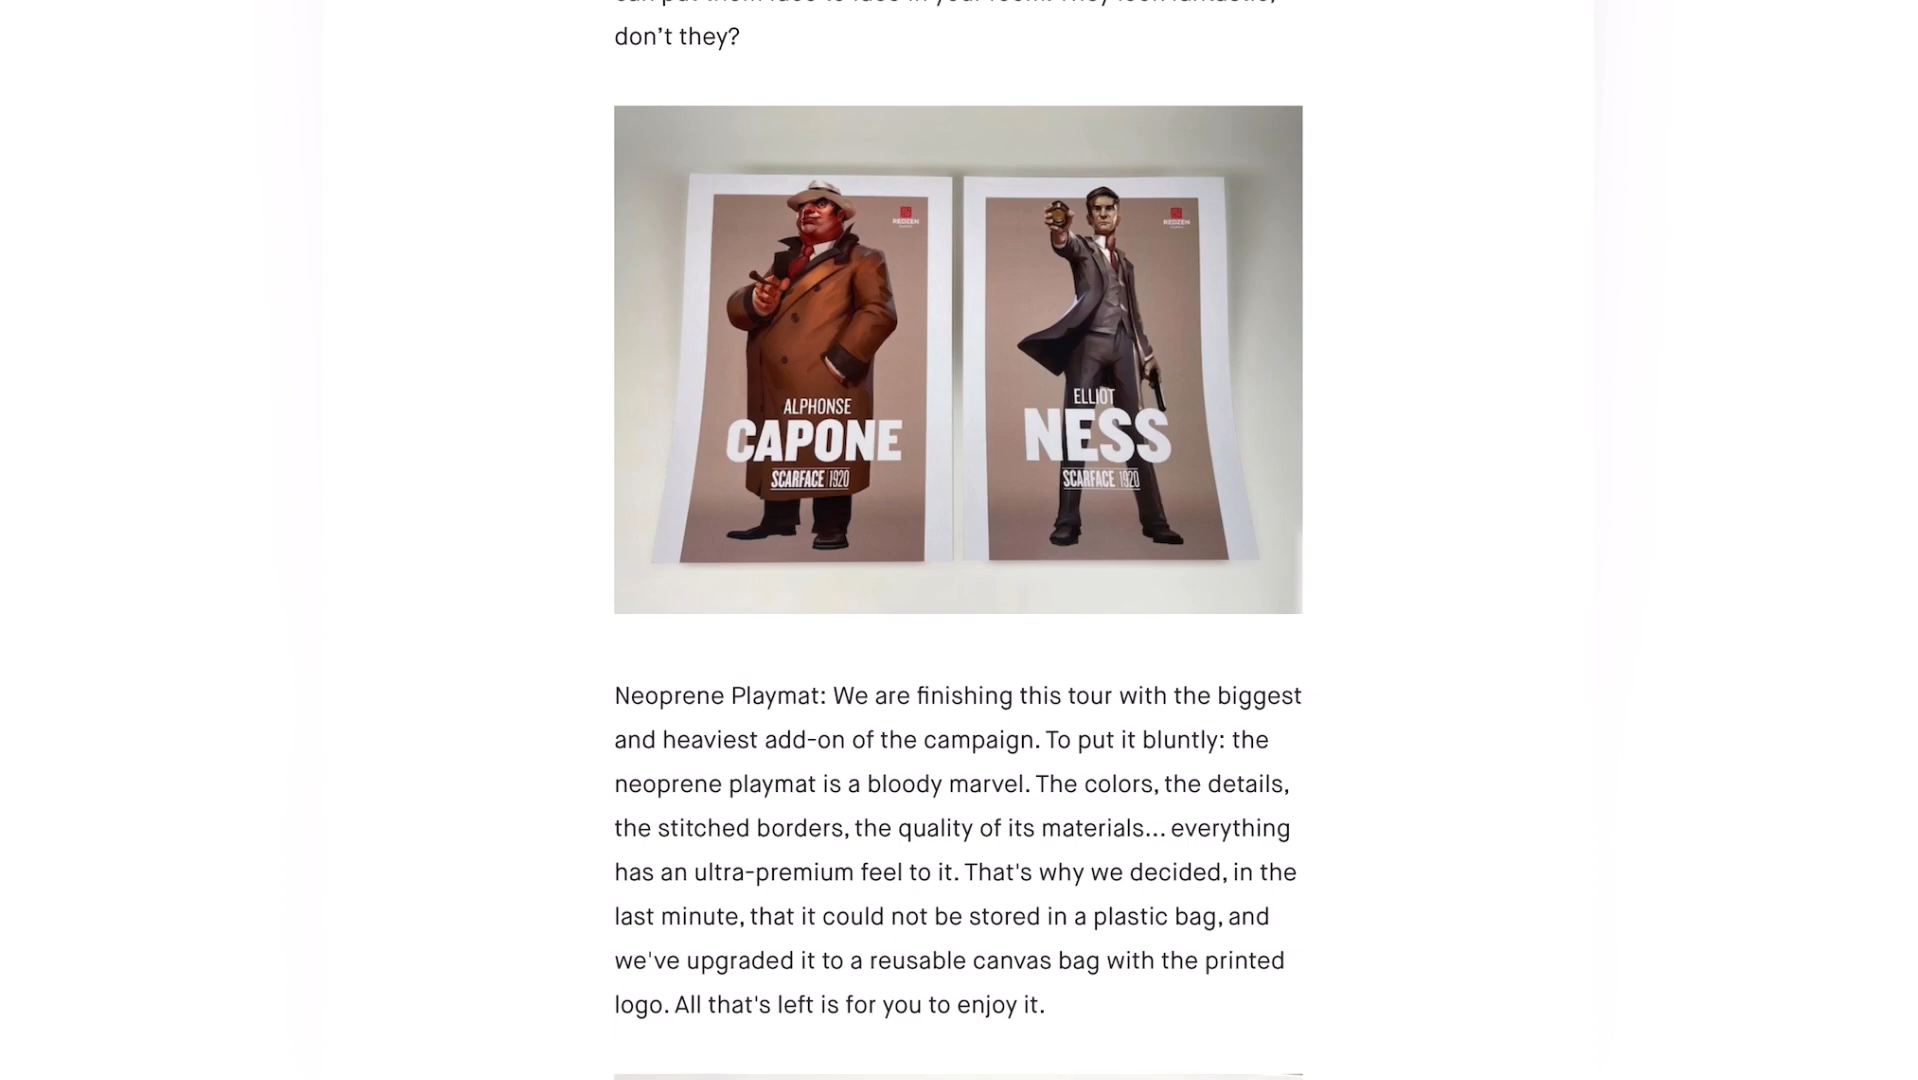 don’t they?
REDZEN
REDZEN
ALPHONSE
CAPONE
SCARFACE 1920
ELLIOT
NESS
SCARFACE 1920
Neoprene Playmat: We are finishing this tour with the biggest
and heaviest add-on of the campaign. To put it bluntly: the
neoprene playmat is a bloody marvel. The colors, the details,
the stitched borders, the quality of its materials... everything
has an ultra-premium feel to it. That's why we decided, in the
last minute, that it could not be stored in a plastic bag, and
we've upgraded it to a reusable canvas bag with the printed
logo. All that's left is for you to enjoy it.